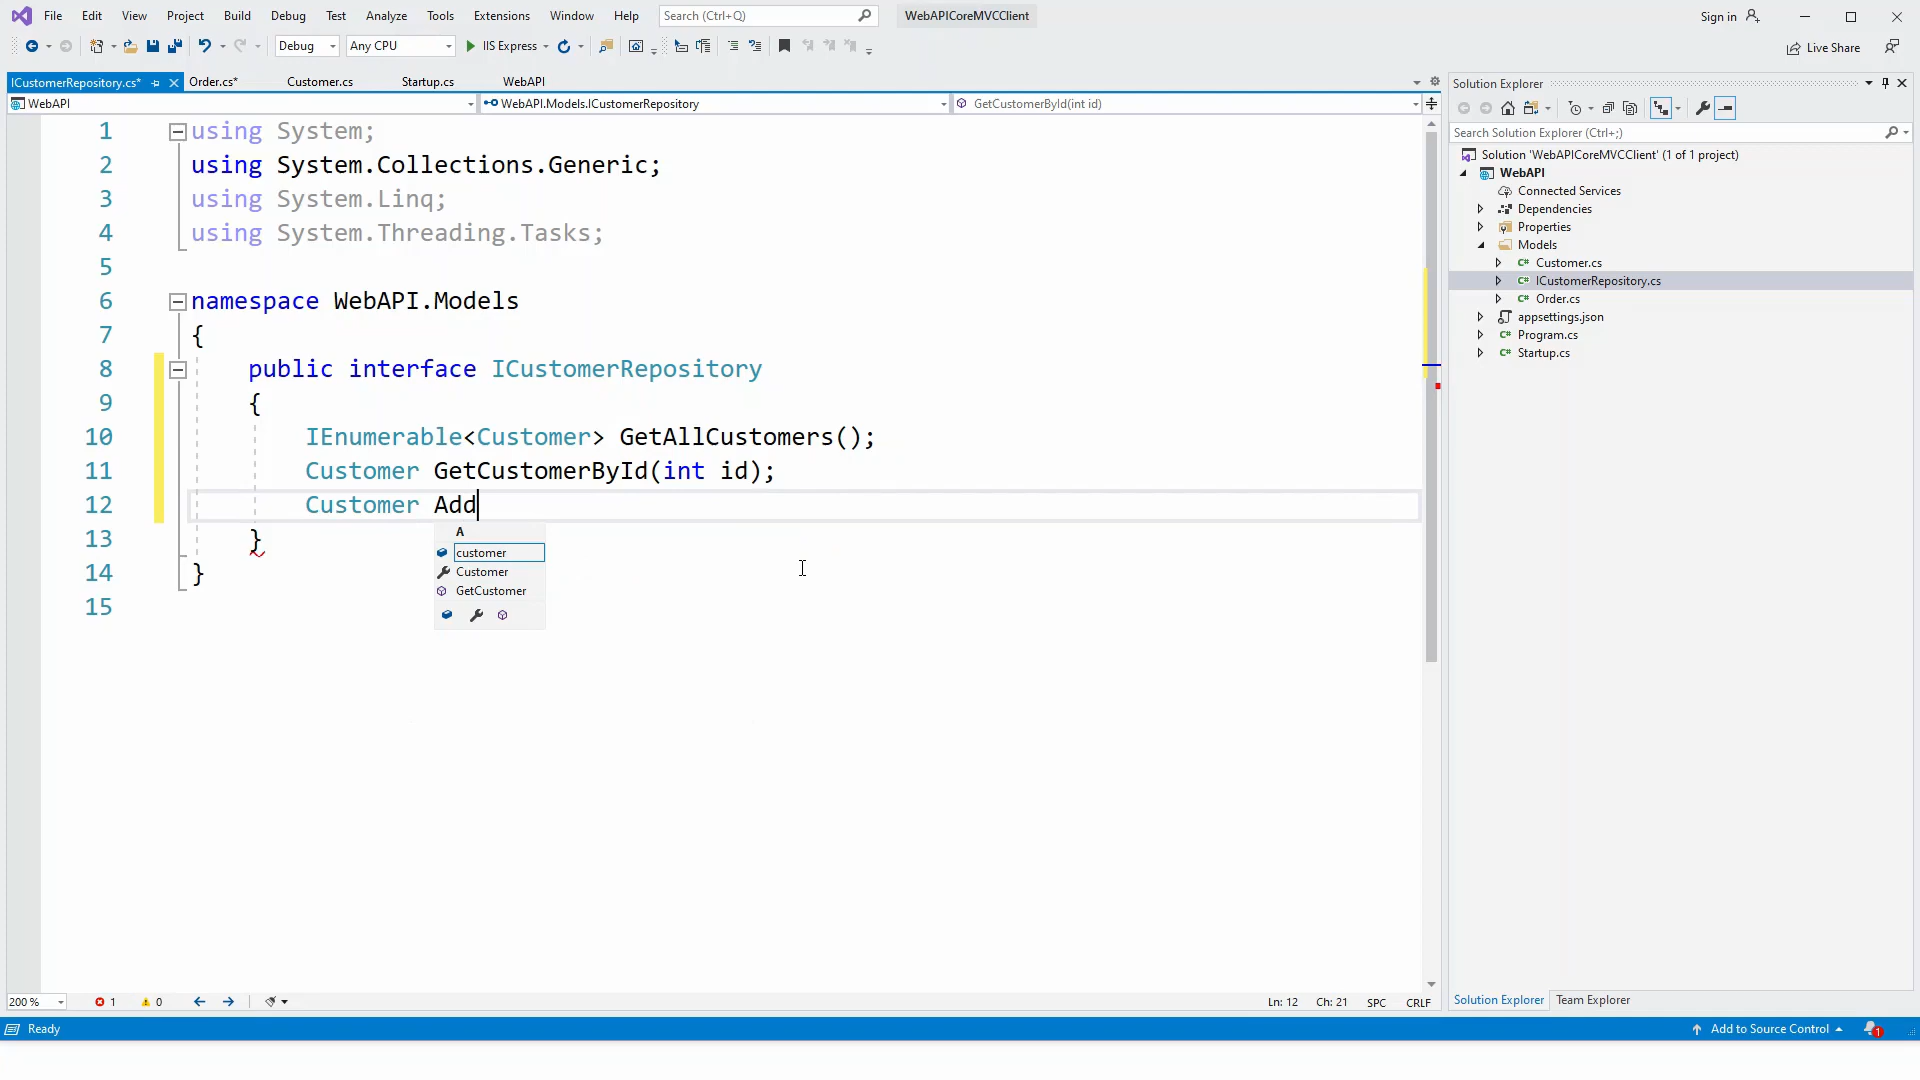 File Edit View Project Build Debug Test Analyze Tools Extensions Window Help Search (Ctrl+Q) WebAPICoreMVCClient Sign in
Debug Any CPU IIS Express Live Share
ICustomerRepository.cs* Order.cs* Customer.cs Startup.cs WebAPI
WebAPI WebAPI.Models.ICustomerRepository GetCustomerById(int id)
1 using System;
2 using System.Collections.Generic;
3 using System.Linq;
4 using System.Threading.Tasks;
5
6 namespace WebAPI.Models
7 {
8 public interface ICustomerRepository
9 {
10 IEnumerable<Customer> GetAllCustomers();
11 Customer GetCustomerById(int id);
12 Customer Add
13 }
14 }
15
A
customer
Customer
GetCustomer
Solution Explorer
Search Solution Explorer (Ctrl+;)
Solution 'WebAPICoreMVCClient' (1 of 1 project)
WebAPI
Connected Services
Dependencies
Properties
Models
C# Customer.cs
C# ICustomerRepository.cs
C# Order.cs
appsettings.json
C# Program.cs
C# Startup.cs
200 % 1 0 Ln: 12 Ch: 21 SPC CRLF
Solution Explorer Team Explorer
Ready Add to Source Control 1